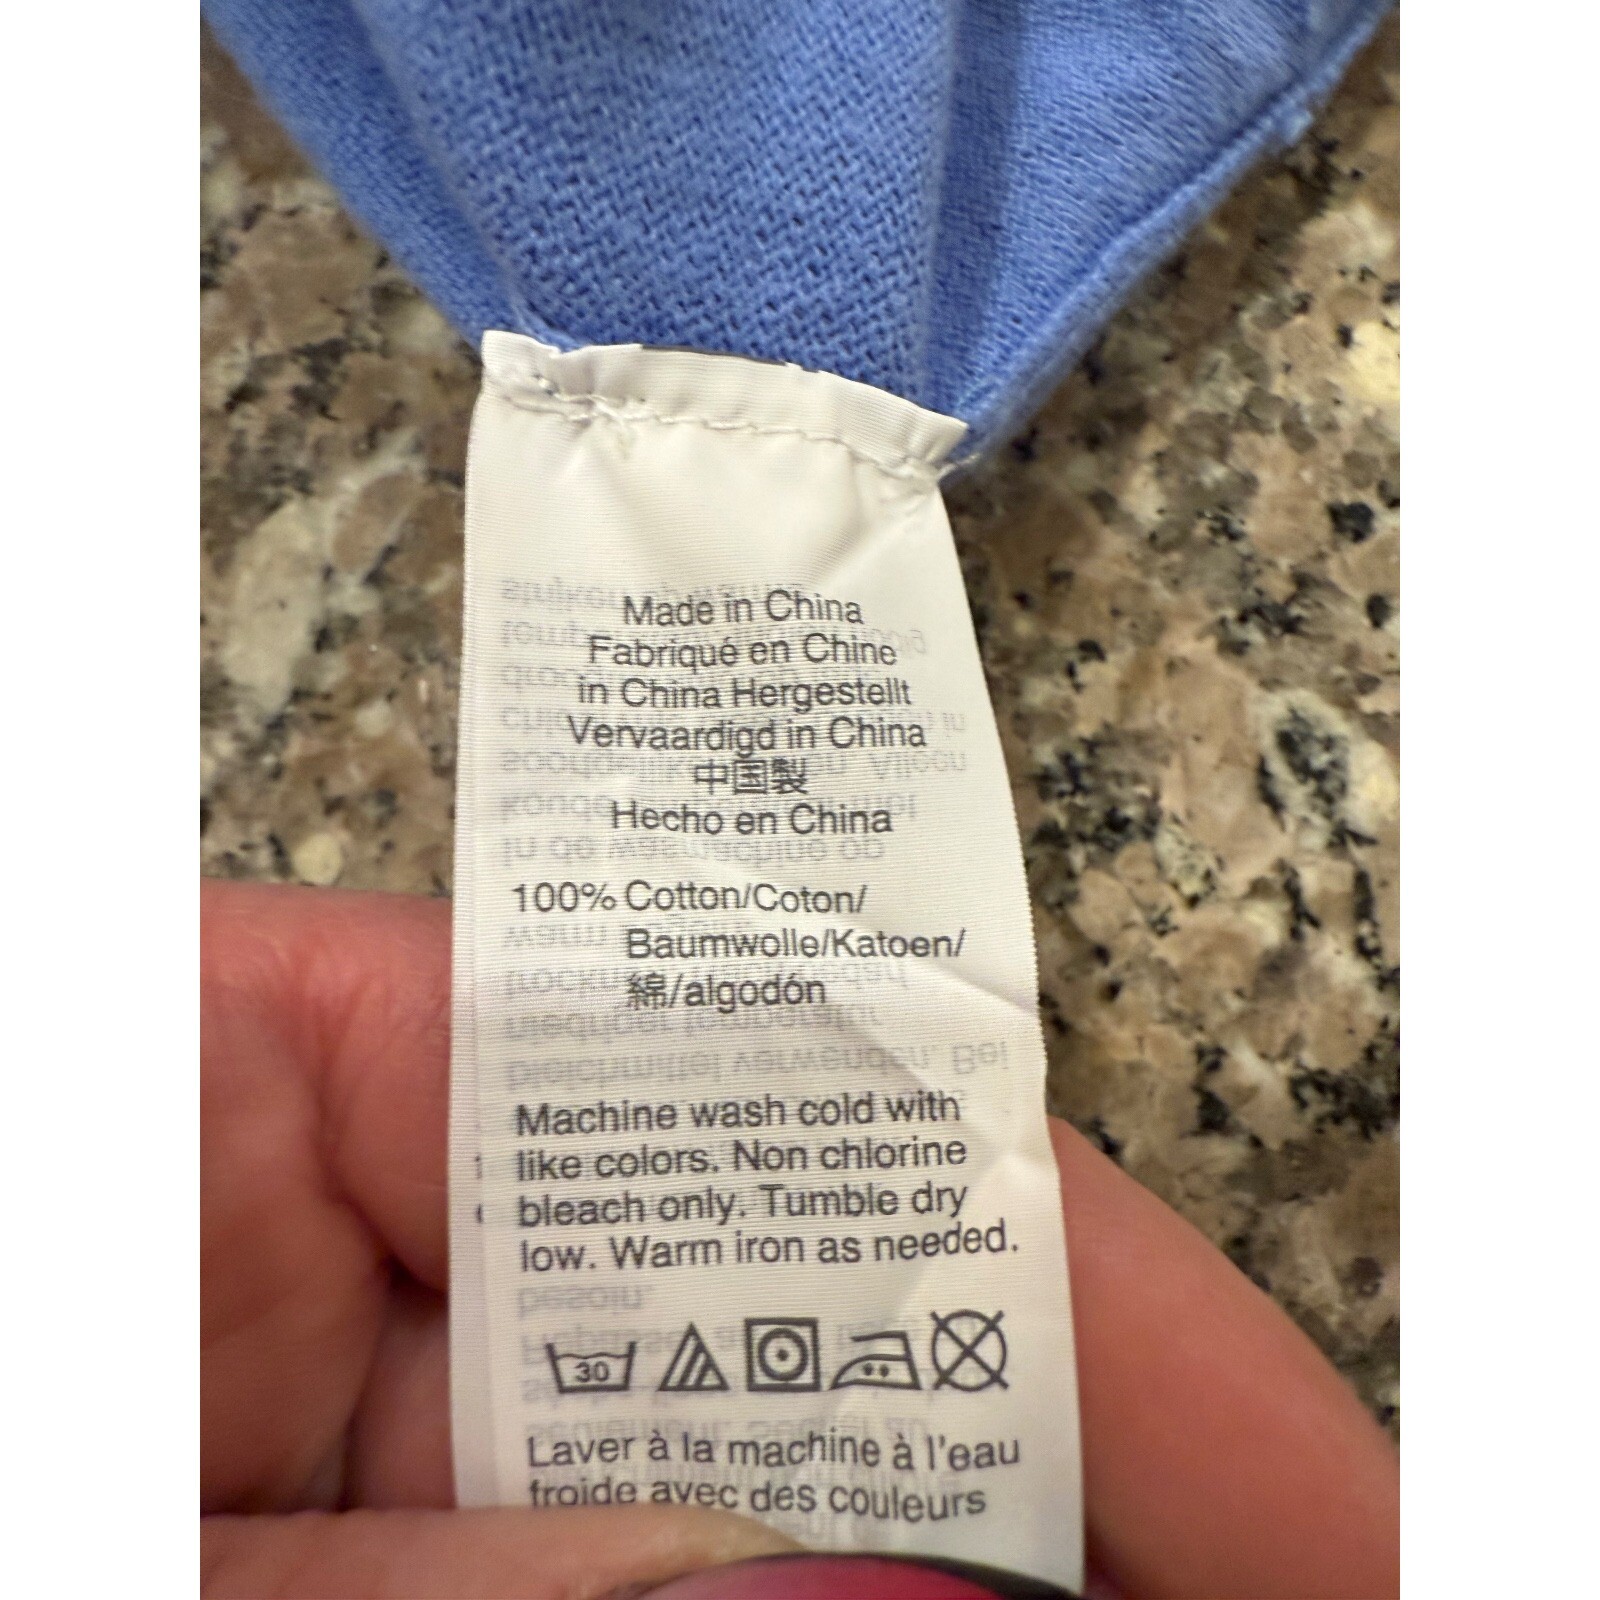 Made in China
Fabriqué en Chine
in China Hergestellt
Vervaardigd in China
中国製
Hecho en China
100% Cotton/Coton/
Baumwolle/Katoen/
綿/algodón
Machine wash cold with
like colors. Non chlorine
bleach only. Tumble dry
low. Warm iron as needed.
30
Laver à la machine à l'eau
froide avec des couleurs